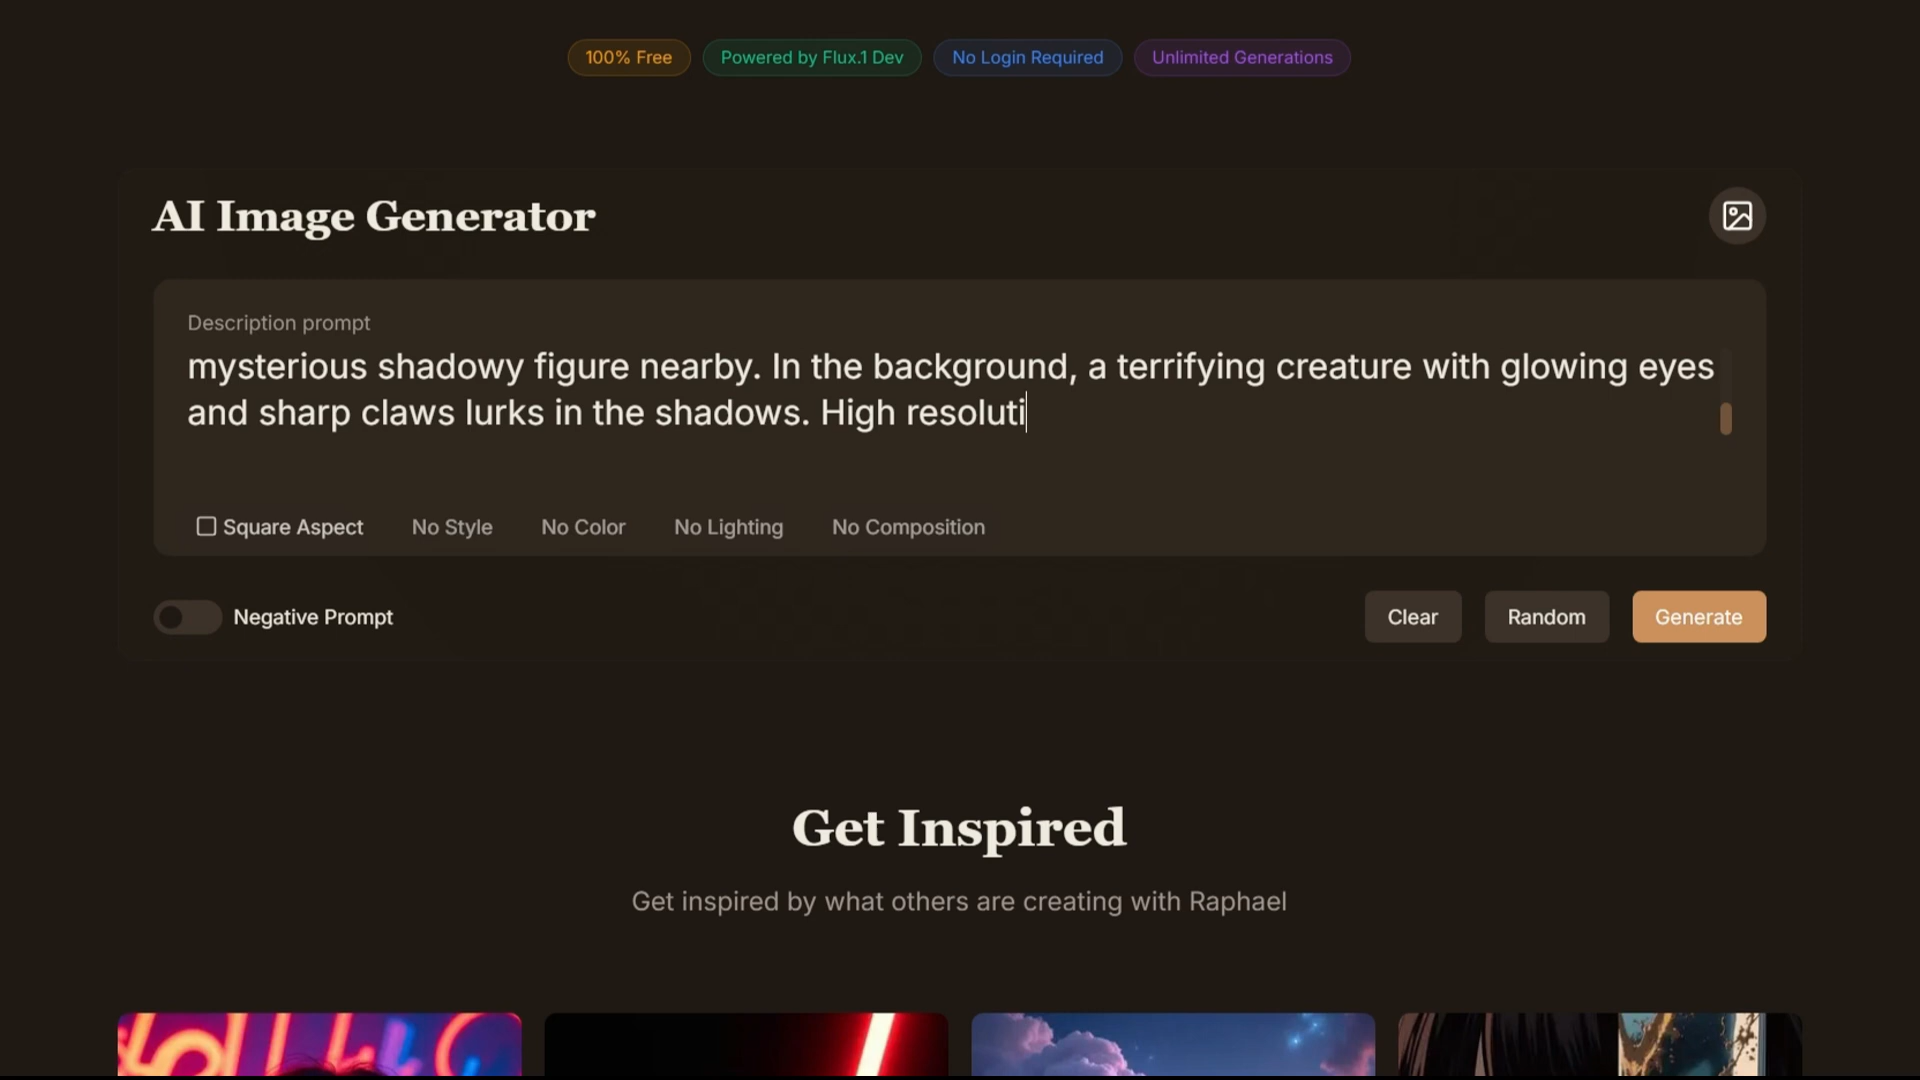 100% Free
Powered by Flux.1 Dev
No Login Required
Unlimited Generations
AI Image Generator
Description prompt
mysterious shadowy figure nearby. In the background, a terrifying creature with glowing eyes
and sharp claws lurks in the shadows. High resoluti
Square Aspect
No Style
No Color
No Lighting
No Composition
Negative Prompt
Clear
Random
Generate
Get Inspired
Get inspired by what others are creating with Raphael